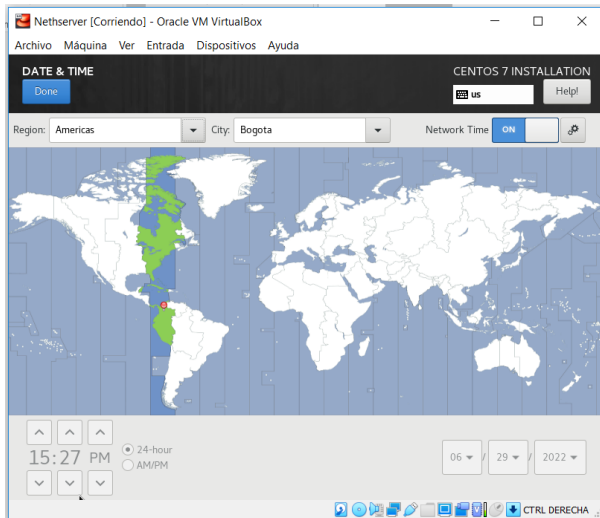 Nethserver [Corriendo] - Oracle VM VirtualBox
Archivo Máquina Ver Entrada Dispositivos Ayuda
DATE & TIME
CENTOS 7 INSTALLATION
Done
us
Help!
Region: Americas City: Bogota Network Time ON
15:27 PM
24-hour
AM/PM
06 / 29 / 2022
CTRL DERECHA